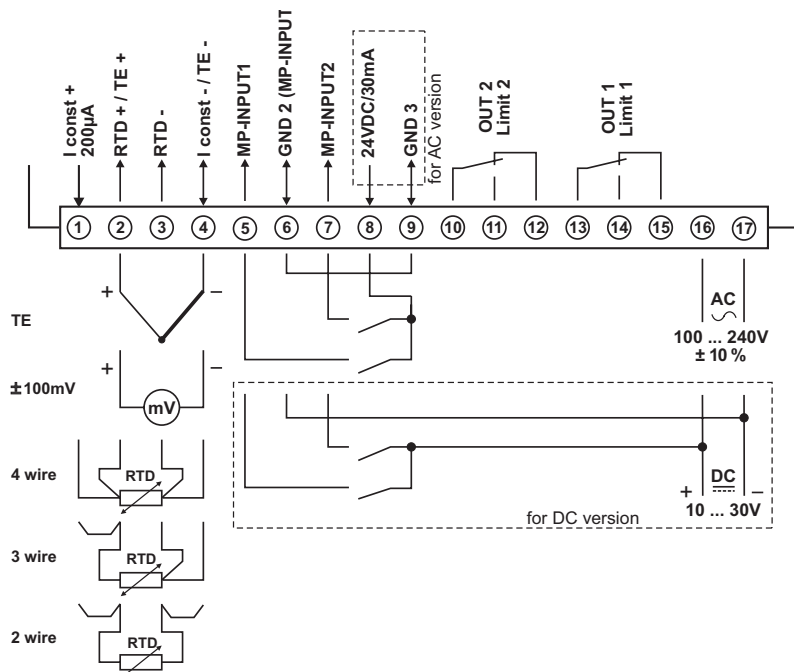 I const +
200µA
RTD + / TE +
RTD -
I const - / TE -
MP-INPUT1
GND 2 (MP-INPUT
MP-INPUT2
24VDC/30mA
GND 3
for AC version
OUT 2
Limit 2
OUT 1
Limit 1
1 2 3 4 5 6 7 8 9 10 11 12 13 14 15 16 17
TE
+ −
AC
100 ... 240V
± 10 %
±100mV
+ −
mV
4 wire
RTD
+ DC −
10 ... 30V
for DC version
3 wire
RTD
2 wire
RTD